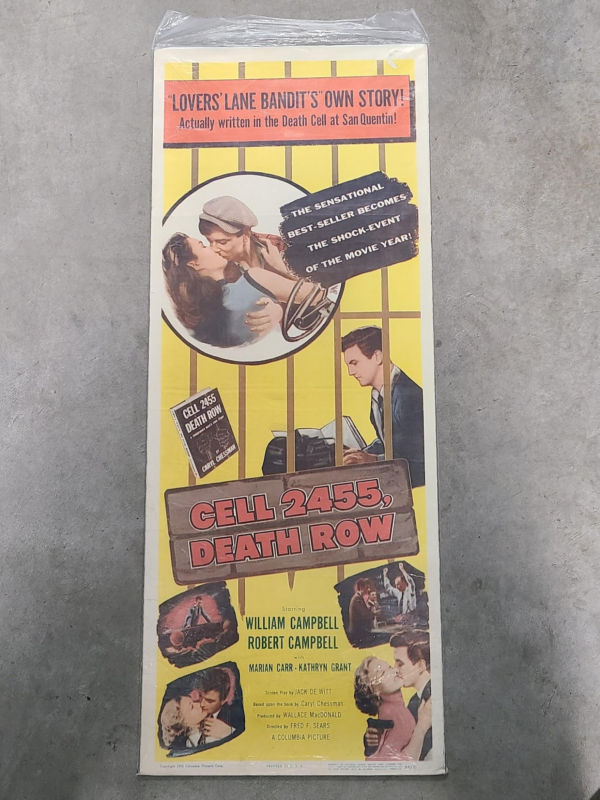 "LOVERS' LANE BANDIT'S" OWN STORY!
Actually written in the Death Cell at San Quentin!
THE SENSATIONAL
BEST-SELLER BECOMES
THE SHOCK-EVENT
OF THE MOVIE YEAR!
CELL 2455
DEATH ROW
BY
CARYL CHESSMAN
CELL 2455,
DEATH ROW
Starring
WILLIAM CAMPBELL
ROBERT CAMPBELL
with
MARIAN CARR - KATHRYN GRANT
Screen Play by JACK DE WITT
Based upon the book by Caryl Chessman
Produced by WALLACE MacDONALD
Directed by FRED F. SEARS
A COLUMBIA PICTURE